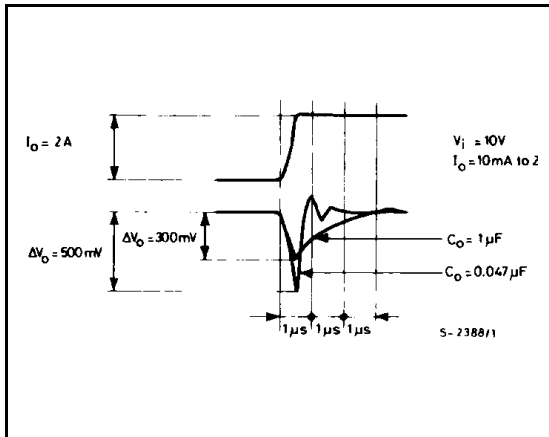 I₀ = 2A
Vᵢ = 10V
I₀ = 10mA to 2
ΔV₀ = 300mV
ΔV₀ = 500mV
C₀ = 1μF
C₀ = 0.047μF
1μs 1μs 1μs
S-2388/1